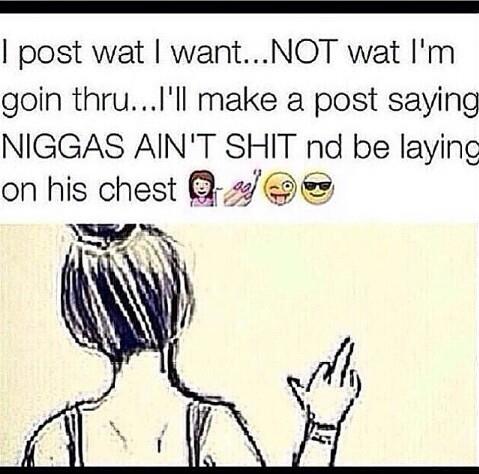 I post wat I want...NOT wat I'm
goin thru...I'll make a post saying
NIGGAS AIN'T SHIT nd be laying
on his chest 💁💅😜😎